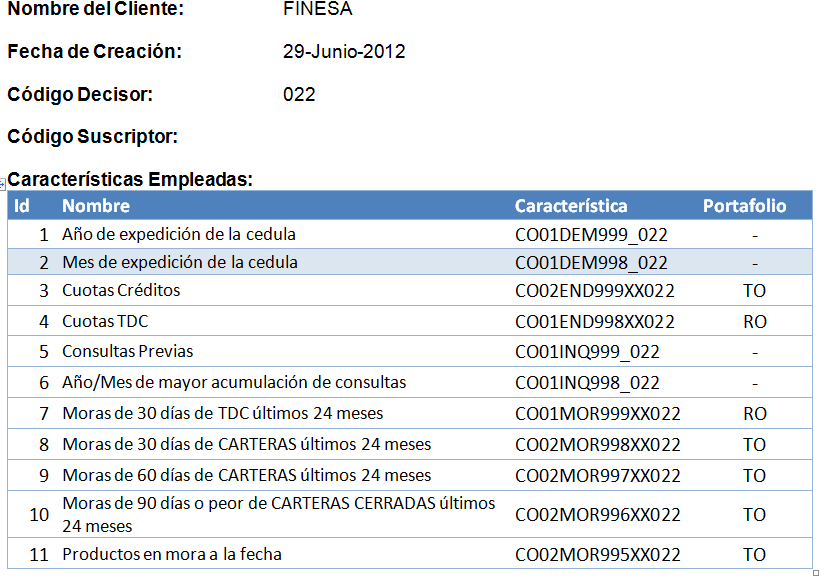 Nombre del Cliente: FINESA
Fecha de Creación: 29-Junio-2012
Código Decisor: 022
Código Suscriptor:
Características Empleadas:
Id Nombre Característica Portafolio
1 Año de expedición de la cedula CO01DEM999_022 -
2 Mes de expedición de la cedula CO01DEM998_022 -
3 Cuotas Créditos CO02END999XX022 TO
4 Cuotas TDC CO01END998XX022 RO
5 Consultas Previas CO01INQ999_022 -
6 Año/Mes de mayor acumulación de consultas CO01INQ998_022 -
7 Moras de 30 días de TDC últimos 24 meses CO01MOR999XX022 RO
8 Moras de 30 días de CARTERAS últimos 24 meses CO02MOR998XX022 TO
9 Moras de 60 días de CARTERAS últimos 24 meses CO02MOR997XX022 TO
10 Moras de 90 días o peor de CARTERAS CERRADAS últimos
24 meses CO02MOR996XX022 TO
11 Productos en mora a la fecha CO02MOR995XX022 TO